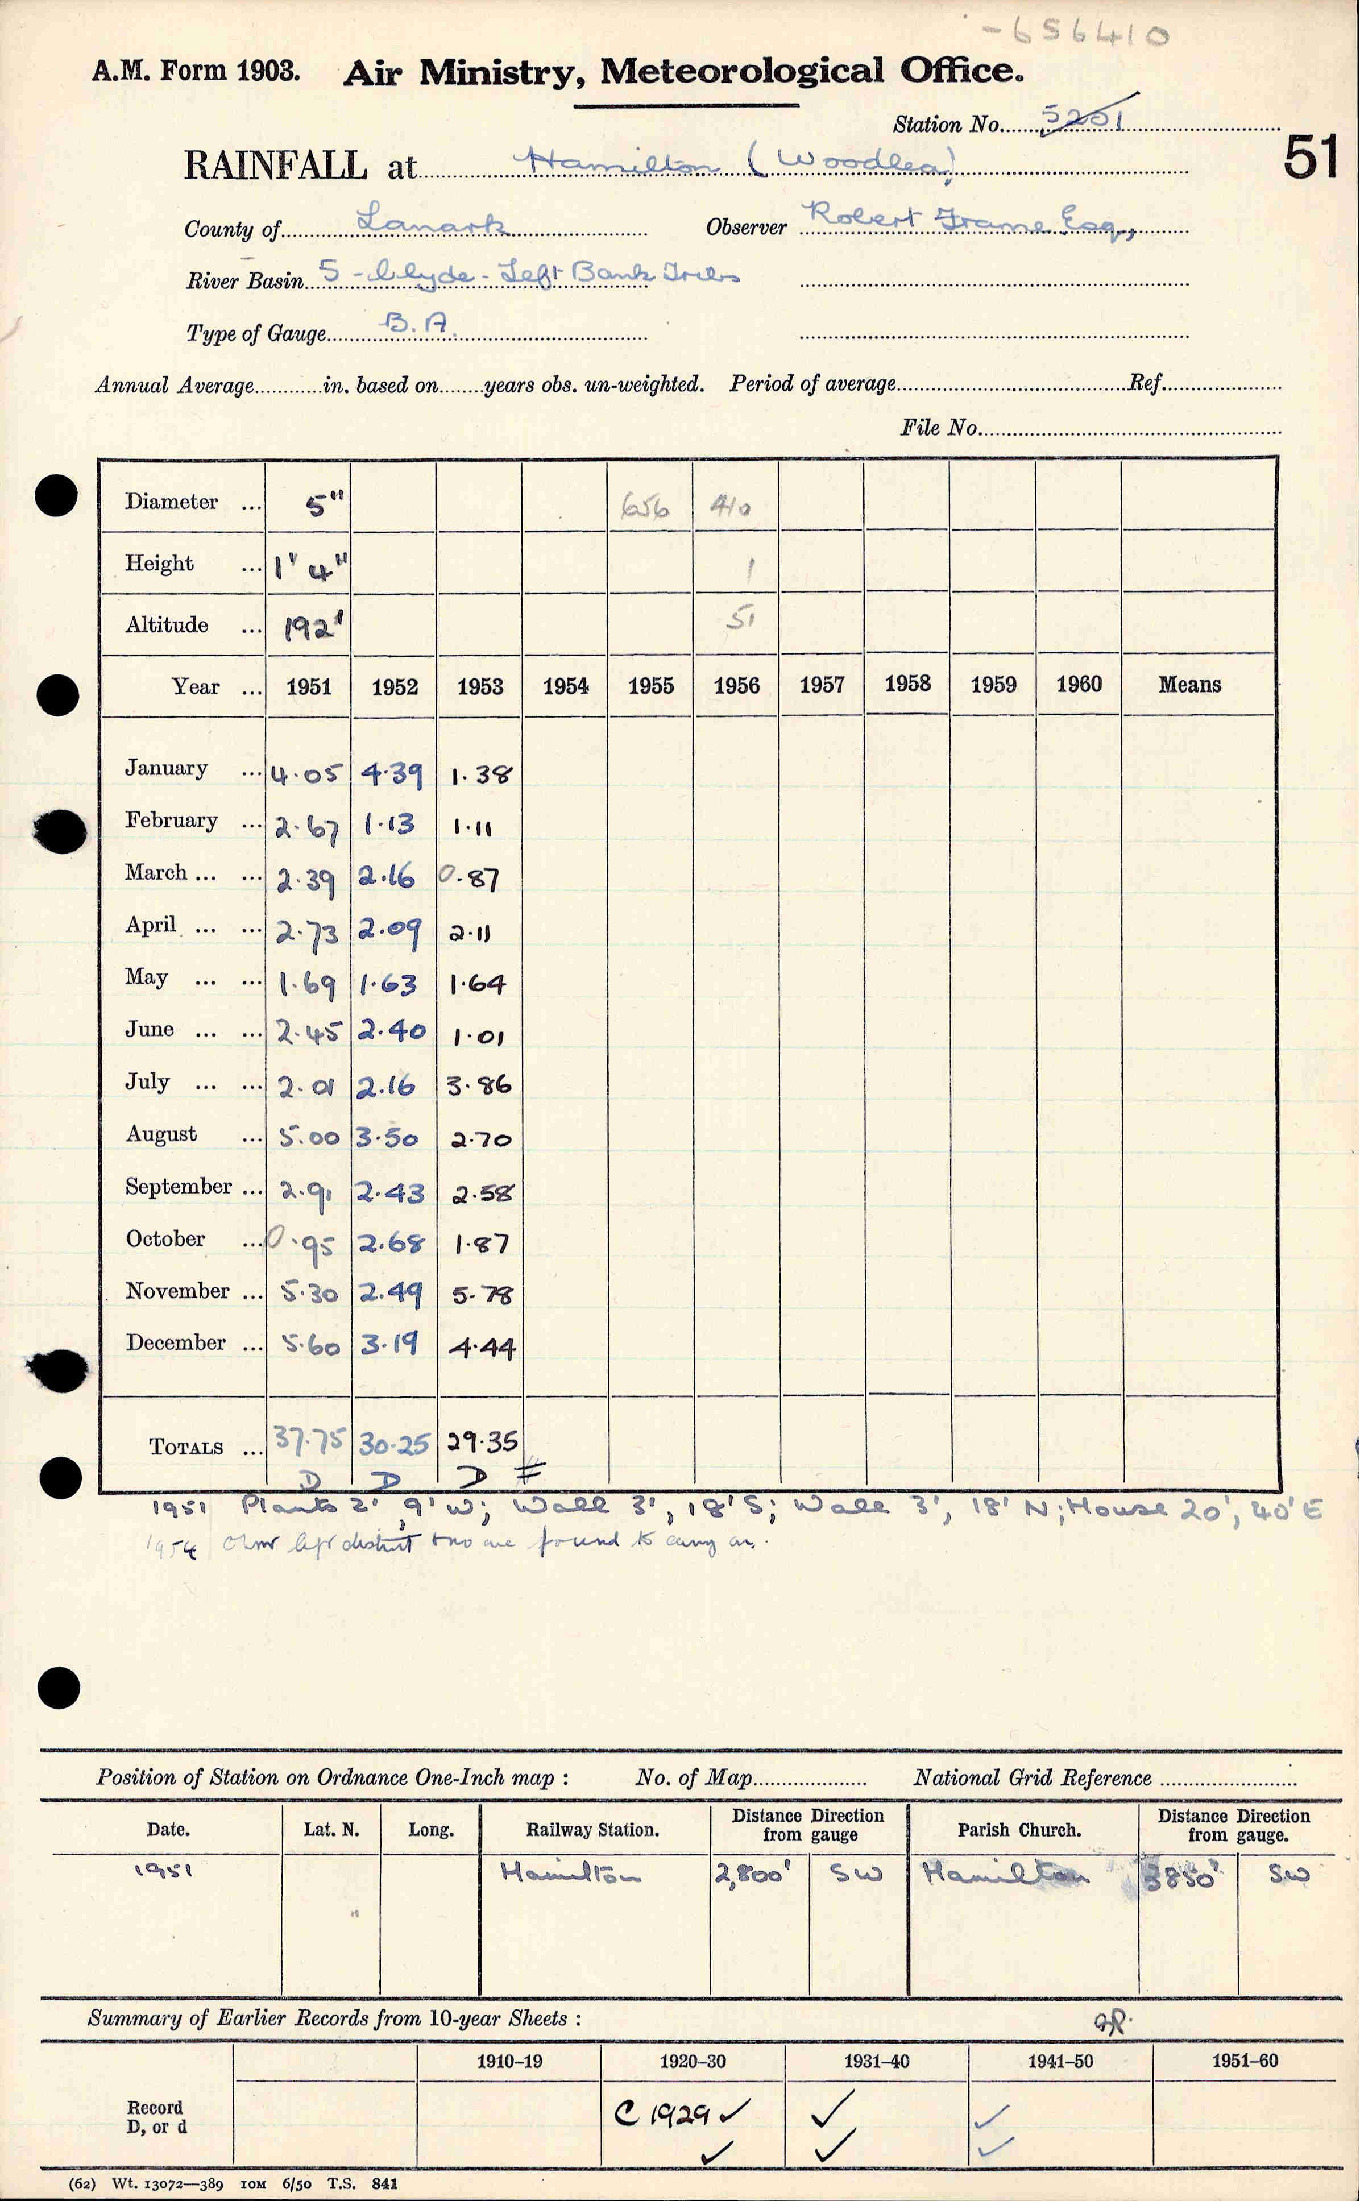 -656410
A.M. Form 1903. Air Ministry, Meteorological Office.
Station No. 5201
RAINFALL at Hamilton (Woodlea) 51
County of Lanark Observer Robert Frame Esq.,
River Basin 5 - Clyde - Left Bank Tribs
Type of Gauge B.A.
Annual Average in. based on years obs. un-weighted. Period of average Ref.
File No.
Diameter ... 5" 656 410
Height ... 1' 4" 1
Altitude ... 192' 51
Year ... 1951 1952 1953 1954 1955 1956 1957 1958 1959 1960 Means
January ... 4.05 4.39 1.38
February ... 2.67 1.13 1.11
March ... ... 2.39 2.16 0.87
April ... ... 2.73 2.09 2.11
May ... ... 1.69 1.63 1.64
June ... ... 2.45 2.40 1.01
July ... ... 2.01 2.16 3.86
August ... 5.00 3.50 2.70
September ... 2.91 2.43 2.58
October ... 0.95 2.68 1.87
November ... 5.30 2.49 5.78
December ... 5.60 3.19 4.44
TOTALS ... 37.75 30.25 29.35
D D D
1951 Plants 2', 9' W; Wall 3', 18' S; Wall 3', 18' N; House 20', 40' E
1954 left district found to carry on.
Position of Station on Ordnance One-Inch map : No. of Map National Grid Reference
Date. Lat. N. Long. Railway Station. Distance Direction from gauge Parish Church. Distance Direction from gauge.
1951 Hamilton 2,800' SW Hamilton 3850' SW
"
Summary of Earlier Records from 10-year Sheets :
1910–19 1920–30 1931–40 1941–50 1951–60
Record C 1929 ✓ ✓ ✓
D, or d ✓ ✓ ✓
(62) Wt. 13072—389 10M 6/50 T.S. 841